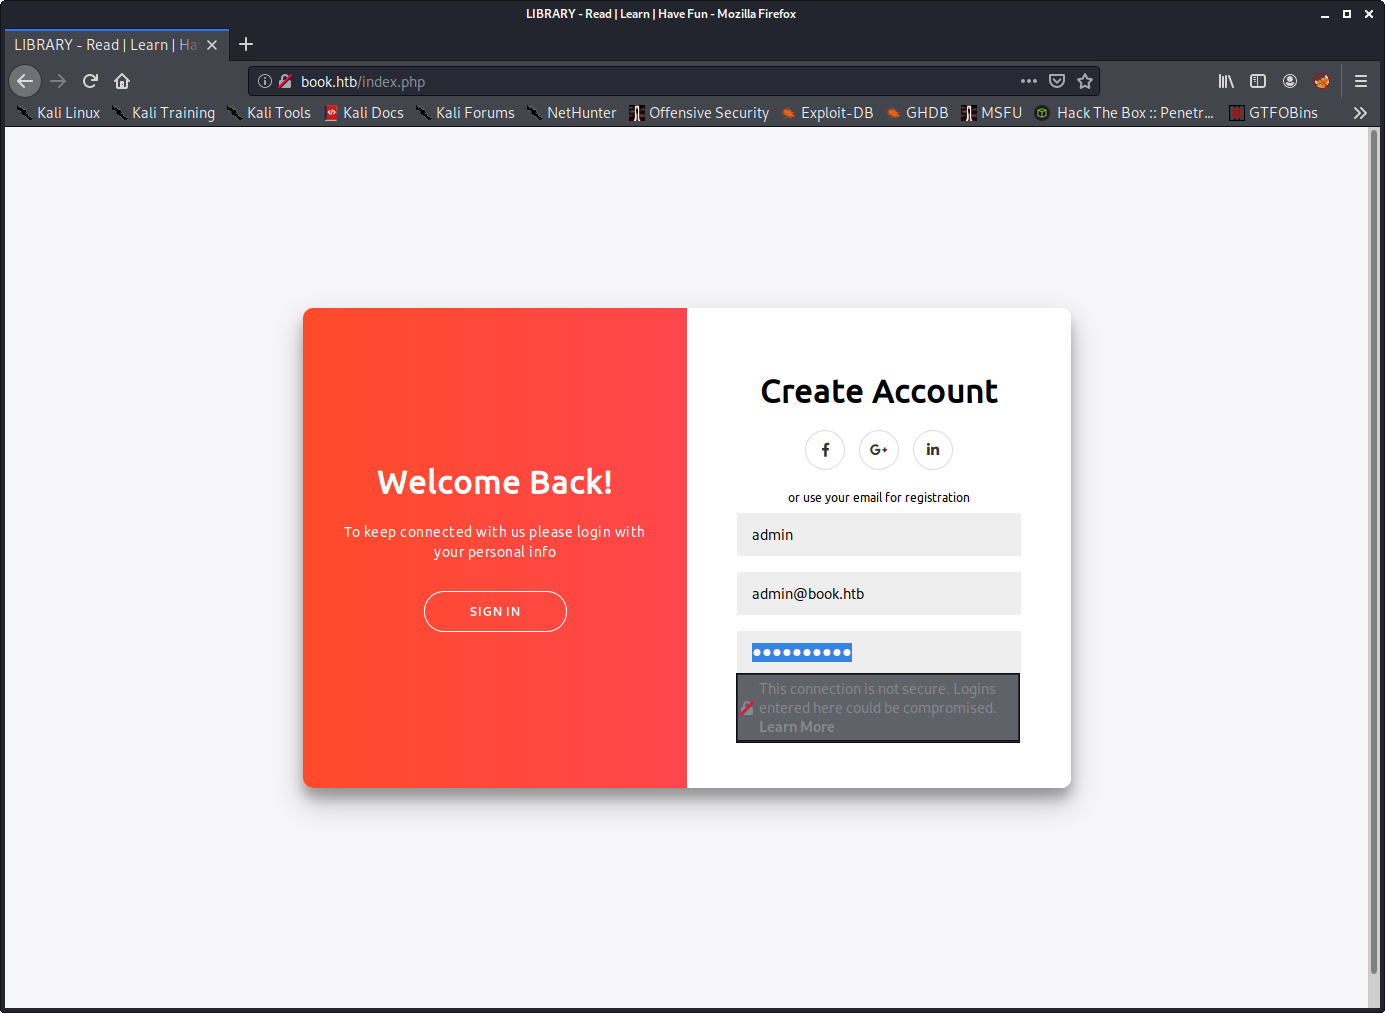 LIBRARY - Read | Learn | Have Fun - Mozilla Firefox
LIBRARY - Read | Learn | Ha
book.htb/index.php
Kali Linux Kali Training Kali Tools Kali Docs Kali Forums NetHunter Offensive Security Exploit-DB GHDB MSFU Hack The Box :: Penetr... GTFOBins
Welcome Back!
To keep connected with us please login with
your personal info
SIGN IN
Create Account
f G+ in
or use your email for registration
admin
admin@book.htb
This connection is not secure. Logins
entered here could be compromised.
Learn More